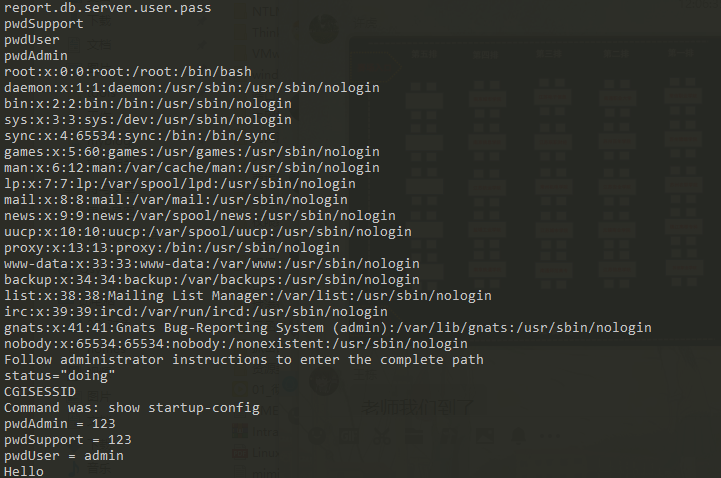 report.db.server.user.pass
pwdSupport
pwdUser
pwdAdmin
root:x:0:0:root:/root:/bin/bash
daemon:x:1:1:daemon:/usr/sbin:/usr/sbin/nologin
bin:x:2:2:bin:/bin:/usr/sbin/nologin
sys:x:3:3:sys:/dev:/usr/sbin/nologin
sync:x:4:65534:sync:/bin:/bin/sync
games:x:5:60:games:/usr/games:/usr/sbin/nologin
man:x:6:12:man:/var/cache/man:/usr/sbin/nologin
lp:x:7:7:lp:/var/spool/lpd:/usr/sbin/nologin
mail:x:8:8:mail:/var/mail:/usr/sbin/nologin
news:x:9:9:news:/var/spool/news:/usr/sbin/nologin
uucp:x:10:10:uucp:/var/spool/uucp:/usr/sbin/nologin
proxy:x:13:13:proxy:/bin:/usr/sbin/nologin
www-data:x:33:33:www-data:/var/www:/usr/sbin/nologin
backup:x:34:34:backup:/var/backups:/usr/sbin/nologin
list:x:38:38:Mailing List Manager:/var/list:/usr/sbin/nologin
irc:x:39:39:ircd:/var/run/ircd:/usr/sbin/nologin
gnats:x:41:41:Gnats Bug-Reporting System (admin):/var/lib/gnats:/usr/sbin/nologin
nobody:x:65534:65534:nobody:/nonexistent:/usr/sbin/nologin
Follow administrator instructions to enter the complete path
status="doing"
CGISESSID
Command was: show startup-config
pwdAdmin = 123
pwdSupport = 123
pwdUser = admin
Hello